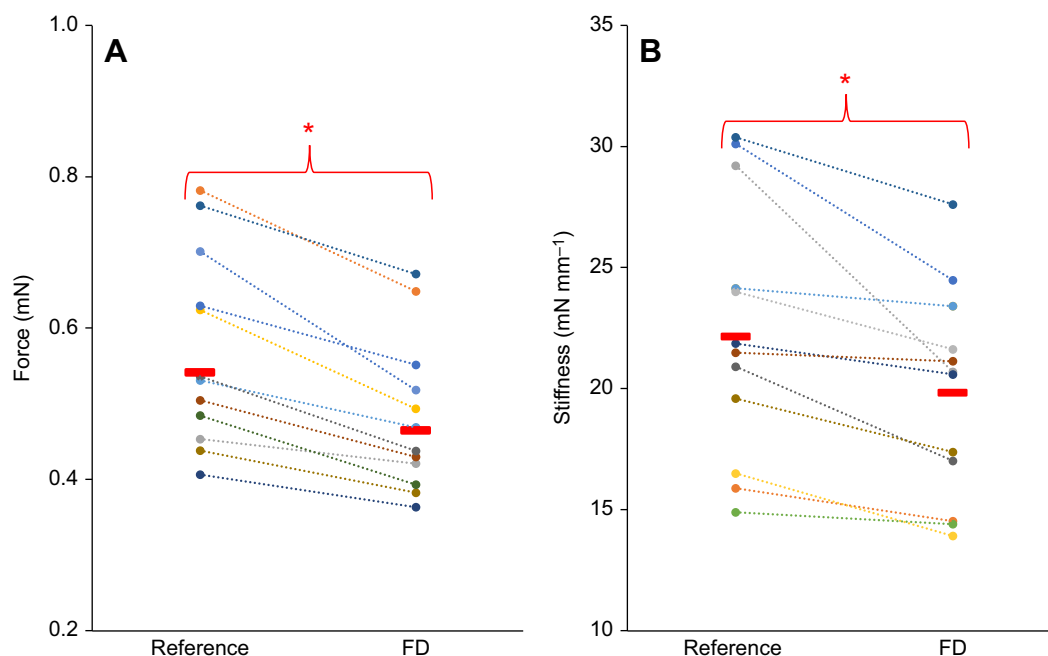 A
*
1.0
0.8
0.6
0.4
0.2
Force (mN)
Reference FD
B
*
35
30
25
20
15
10
Stiffness (mN mm⁻¹)
Reference FD